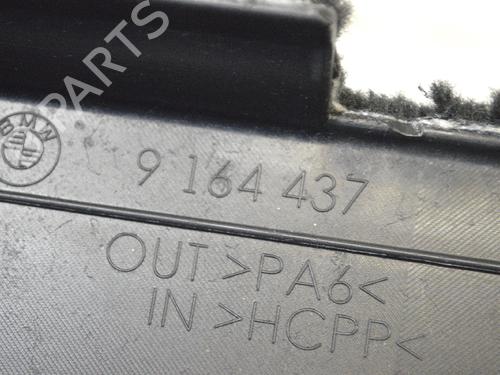 B-PARTS
BMW
9 164 437
OUT >PA6<
IN >HCPP<